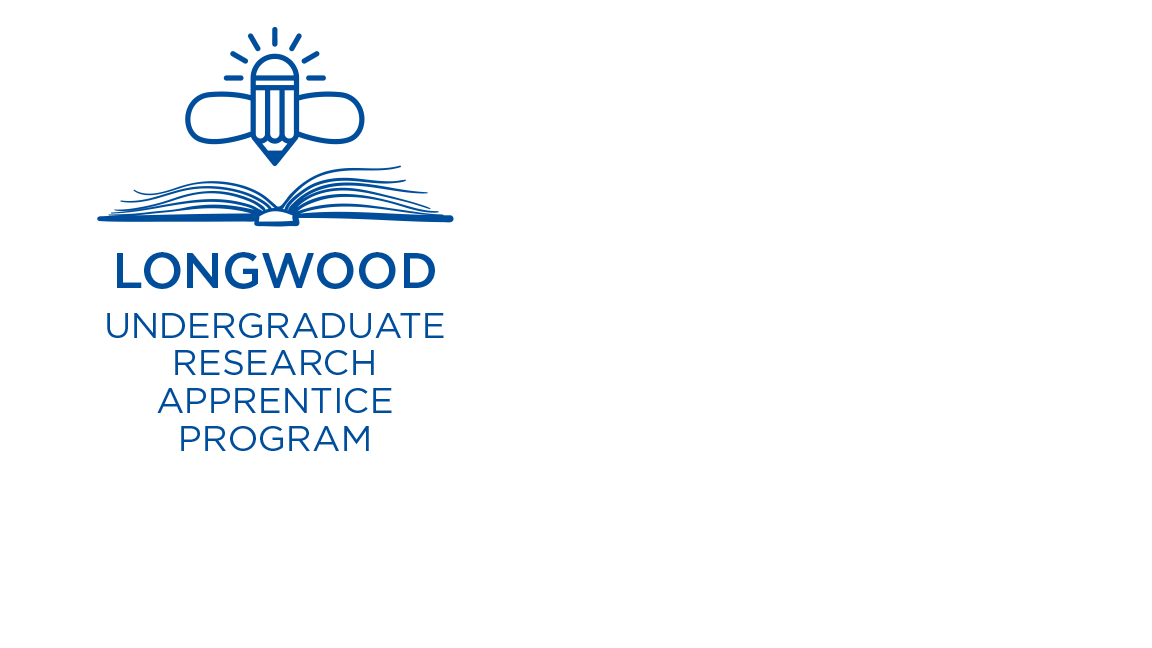 LONGWOOD
UNDERGRADUATE
RESEARCH
APPRENTICE
PROGRAM